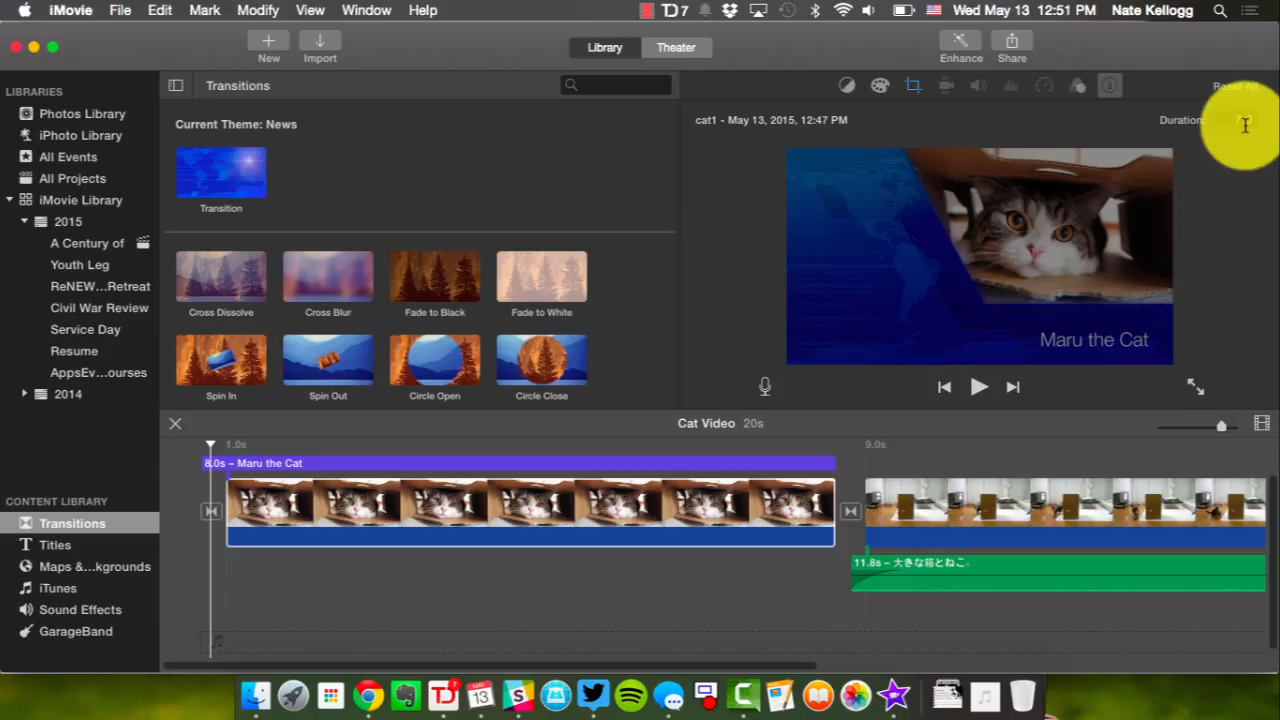 iMovie File Edit Mark Modify View Window Help 7 Wed May 13 12:51 PM Nate Kellogg
New Import Library Theater Enhance Share
LIBRARIES
Photos Library
iPhoto Library
All Events
All Projects
iMovie Library
2015
A Century of
Youth Leg
ReNEW...Retreat
Civil War Review
Service Day
Resume
AppsEv...ourses
2014
CONTENT LIBRARY
Transitions
Titles
Maps &...kgrounds
iTunes
Sound Effects
GarageBand
Transitions
Current Theme: News
Transition
Cross Dissolve Cross Blur Fade to Black Fade to White
Spin In Spin Out Circle Open Circle Close
Reset All
cat1 - May 13, 2015, 12:47 PM Duration:
Maru the Cat
Cat Video 20s
1.0s 9.0s
8.0s – Maru the Cat
11.8s – 大きな箱とねこ。